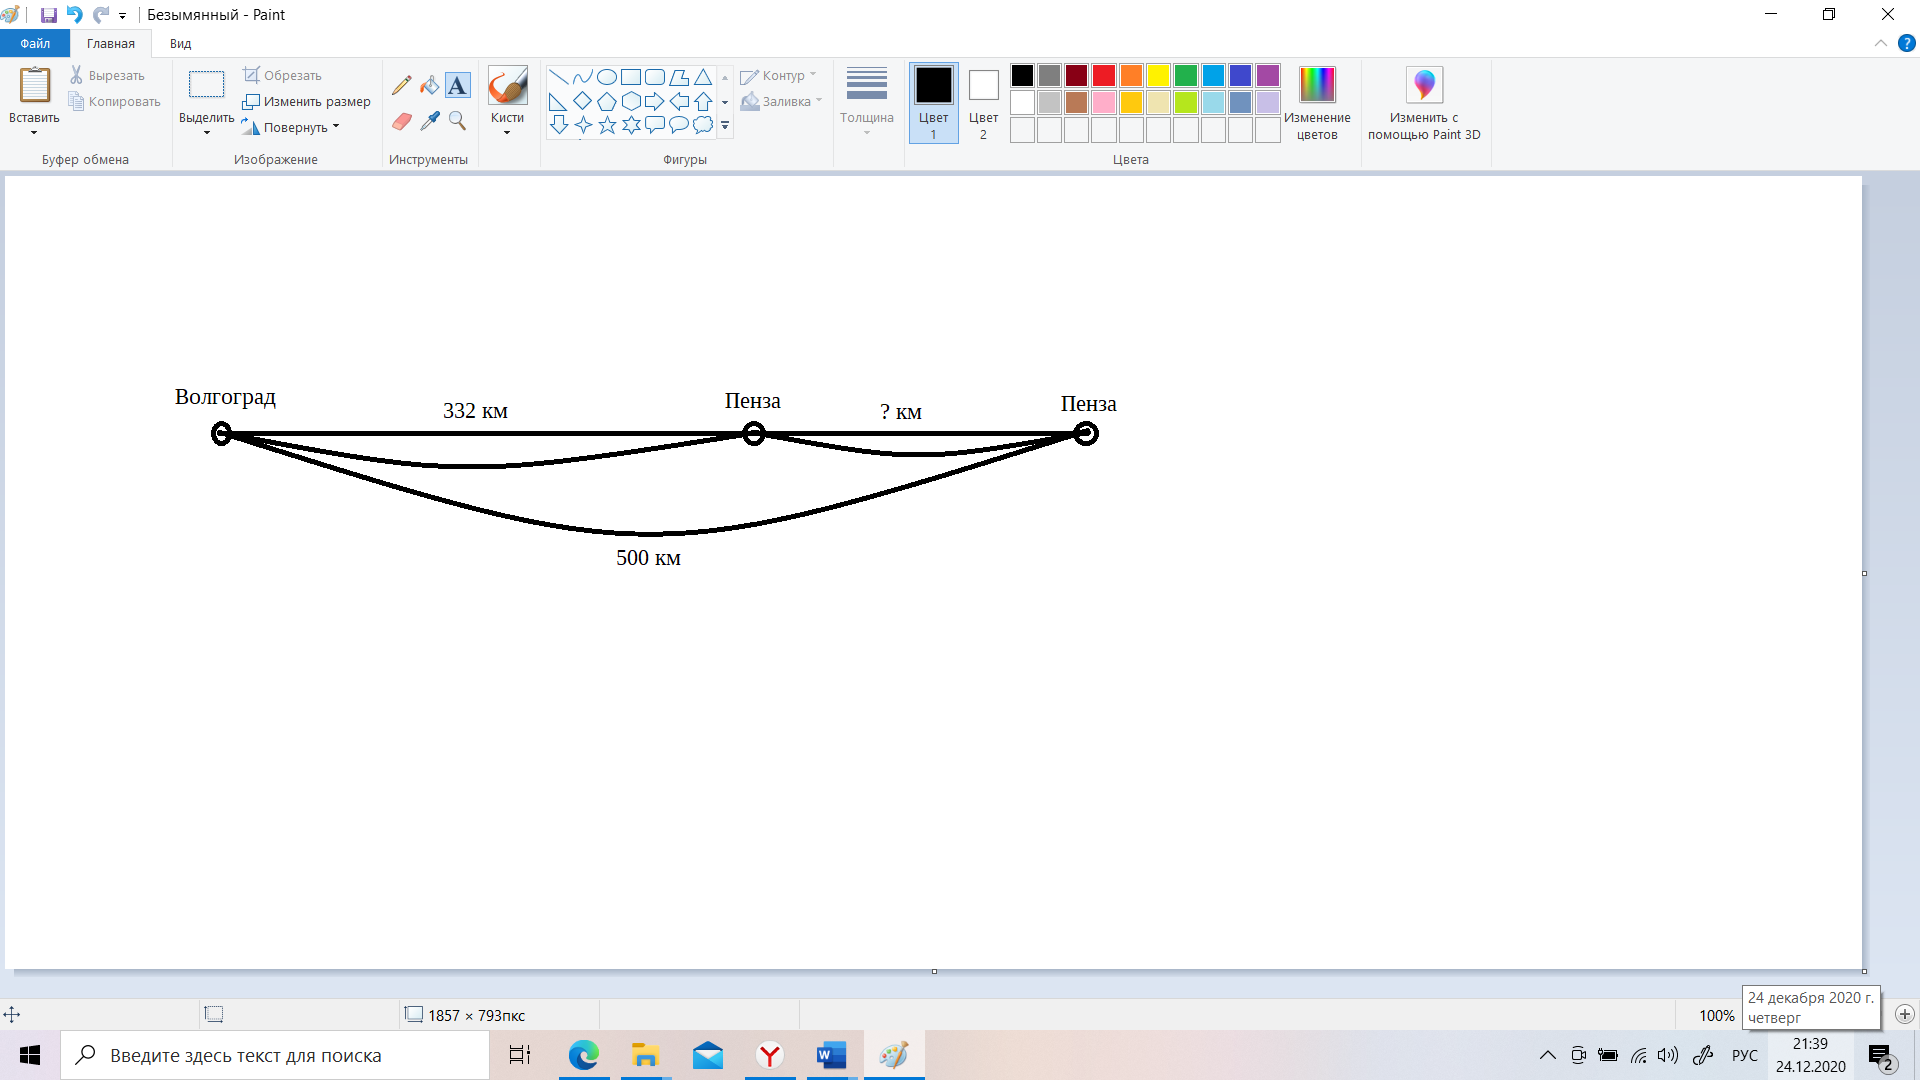 Безымянный - Paint
Файл Главная Вид
Вставить
Вырезать
Копировать
Буфер обмена
Выделить
Обрезать
Изменить размер
Повернуть
Изображение
A
Инструменты
Кисти
Контур
Заливка
Фигуры
Толщина
Цвет
1
Цвет
2
Изменение
цветов
Цвета
Изменить с
помощью Paint 3D
Волгоград
332 км
Пенза
? км
Пенза
500 км
1857 × 793пкс
100%
24 декабря 2020 г.
четверг
Введите здесь текст для поиска
РУС
21:39
24.12.2020
2